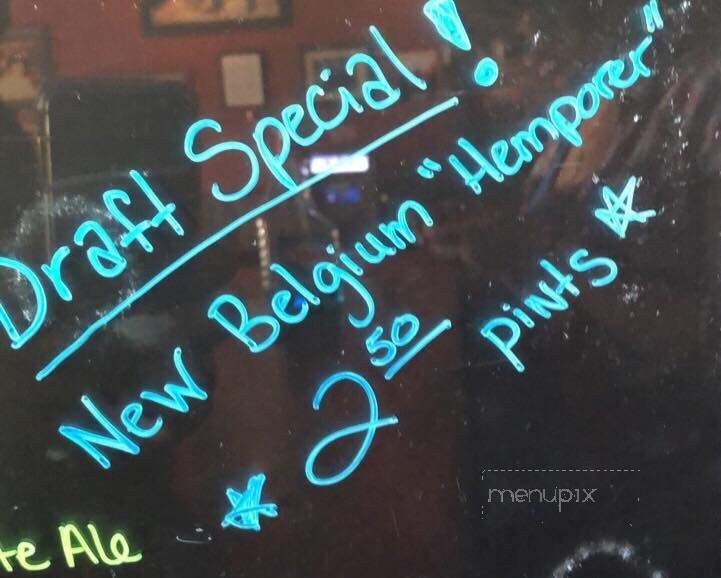 Draft Special!
New Belgium "Hemporer"
2.50 pints
te Ale
menupix